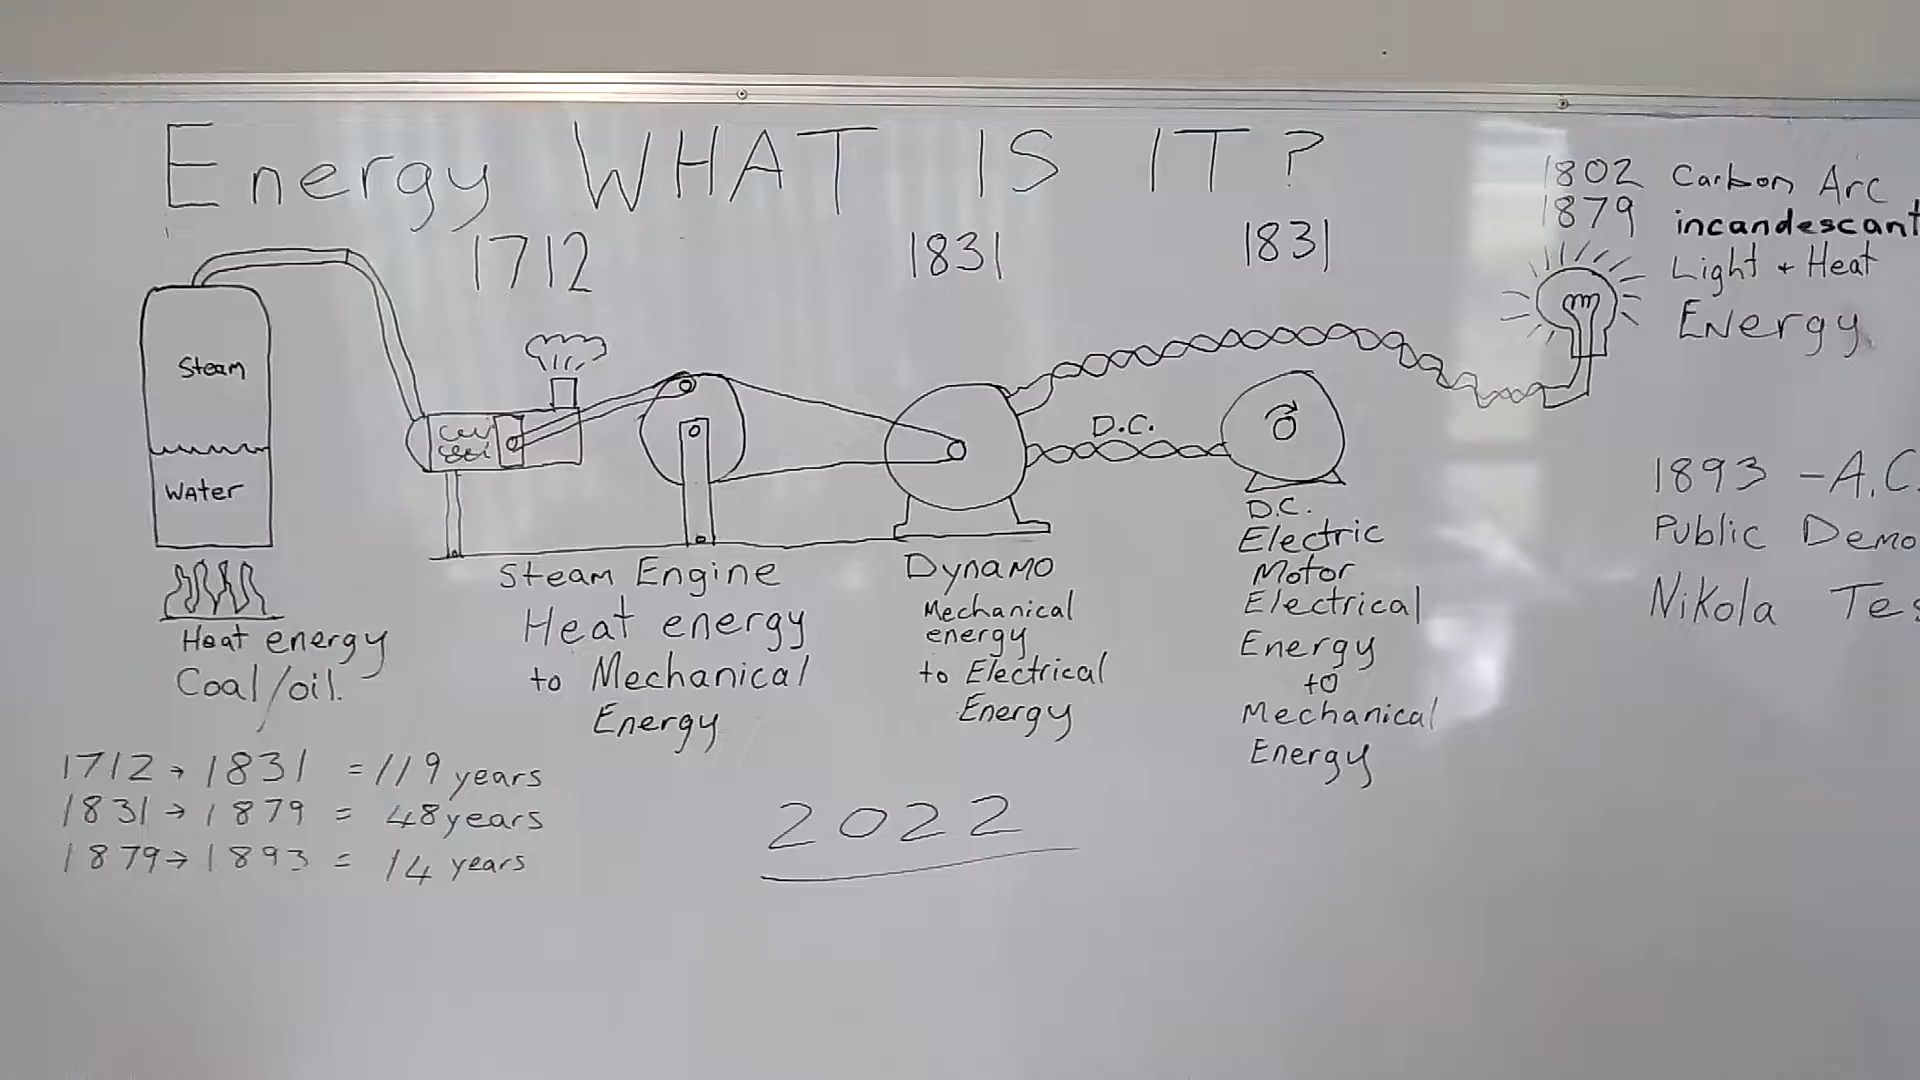 Energy WHAT IS IT?
1712
1831
1831
1802 Carbon Arc
1879 incandescant
Light + Heat
Energy
Steam
Water
Heat energy
Coal/oil.
Steam Engine
Heat energy
to Mechanical
Energy
Dynamo
Mechanical
energy
to Electrical
Energy
D.C.
D.C.
Electric
Motor
Electrical
Energy
to
Mechanical
Energy
1893 - A.C.
Public Demo
Nikola Tes
1712 → 1831 = 119 years
1831 → 1879 = 48 years
1879 → 1893 = 14 years
2022